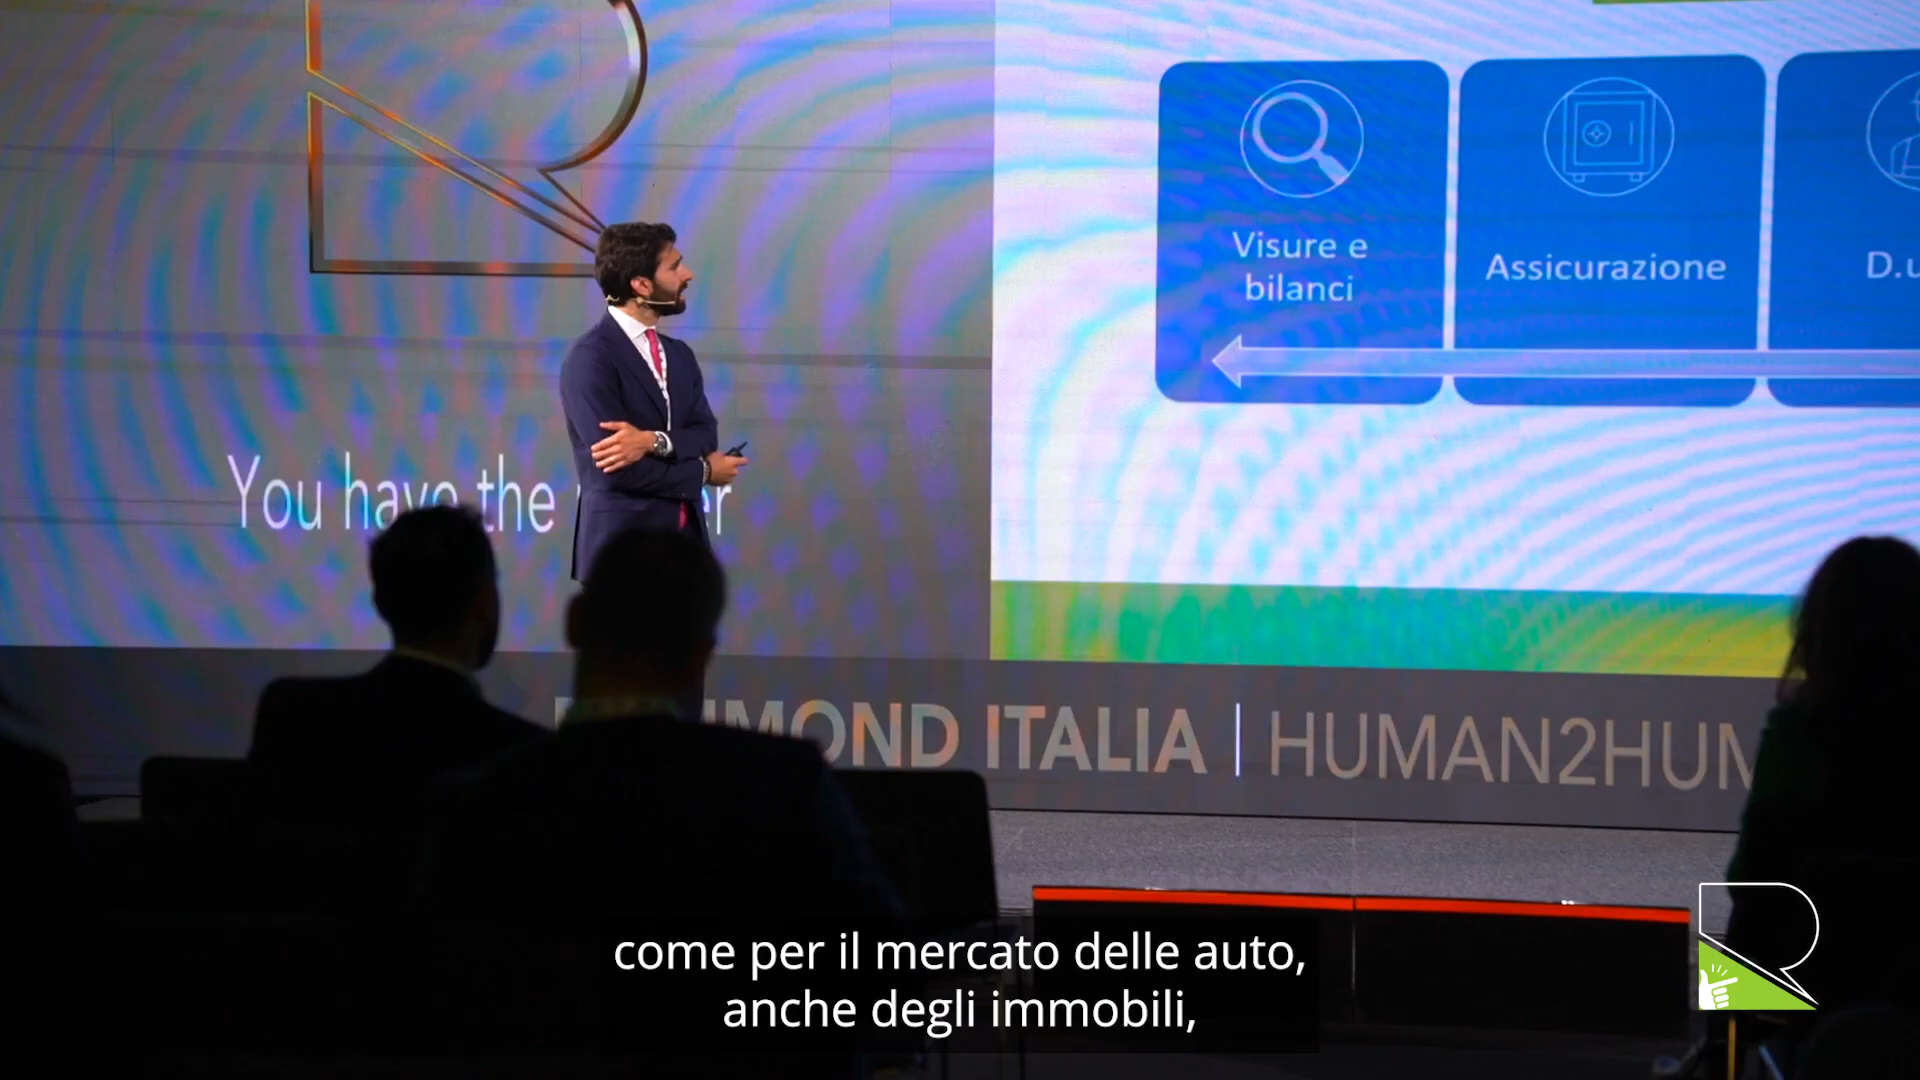 Visure e
bilanci
Assicurazione
You have the
ITALIA | HUMAN2HUM
come per il mercato delle auto,
anche degli immobili,